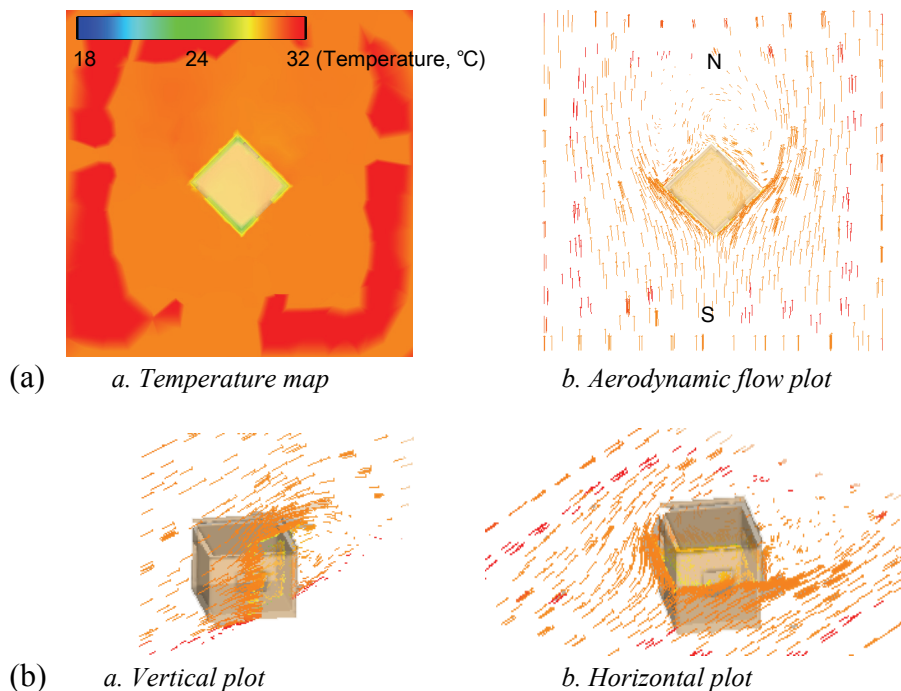 18 24 32 (Temperature, ℃)
N
S
(a) a. Temperature map b. Aerodynamic flow plot
(b) a. Vertical plot b. Horizontal plot